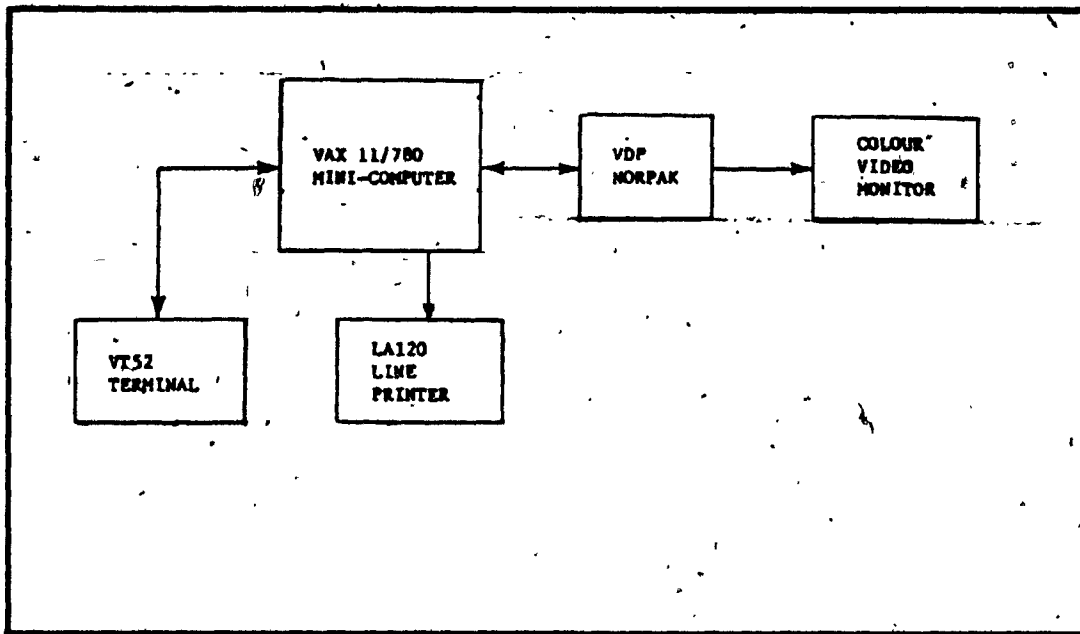 VAX 11/780
MINI-COMPUTER
VDP
NORPAK
COLOUR
VIDEO
MONITOR
VT52
TERMINAL
LA120
LINE
PRINTER